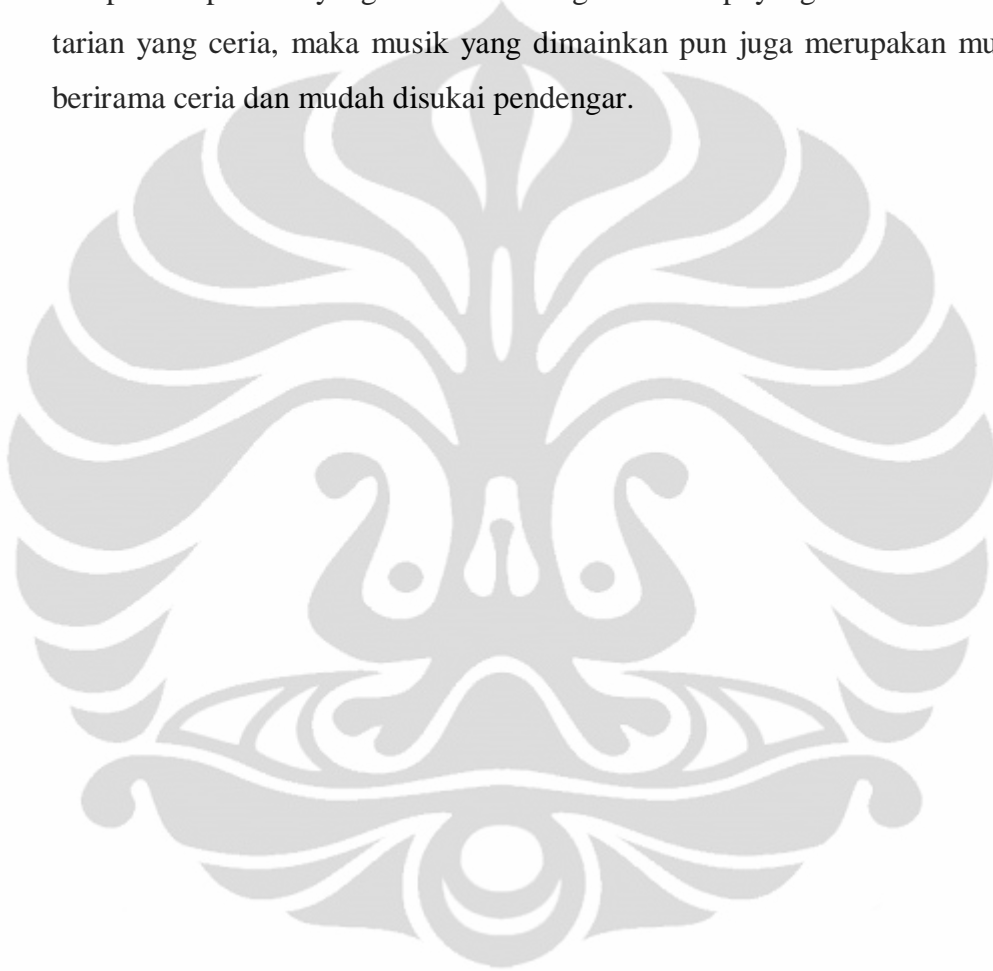 tarian yang ceria, maka musik yang dimainkan pun juga merupakan mu
berirama ceria dan mudah disukai pendengar.